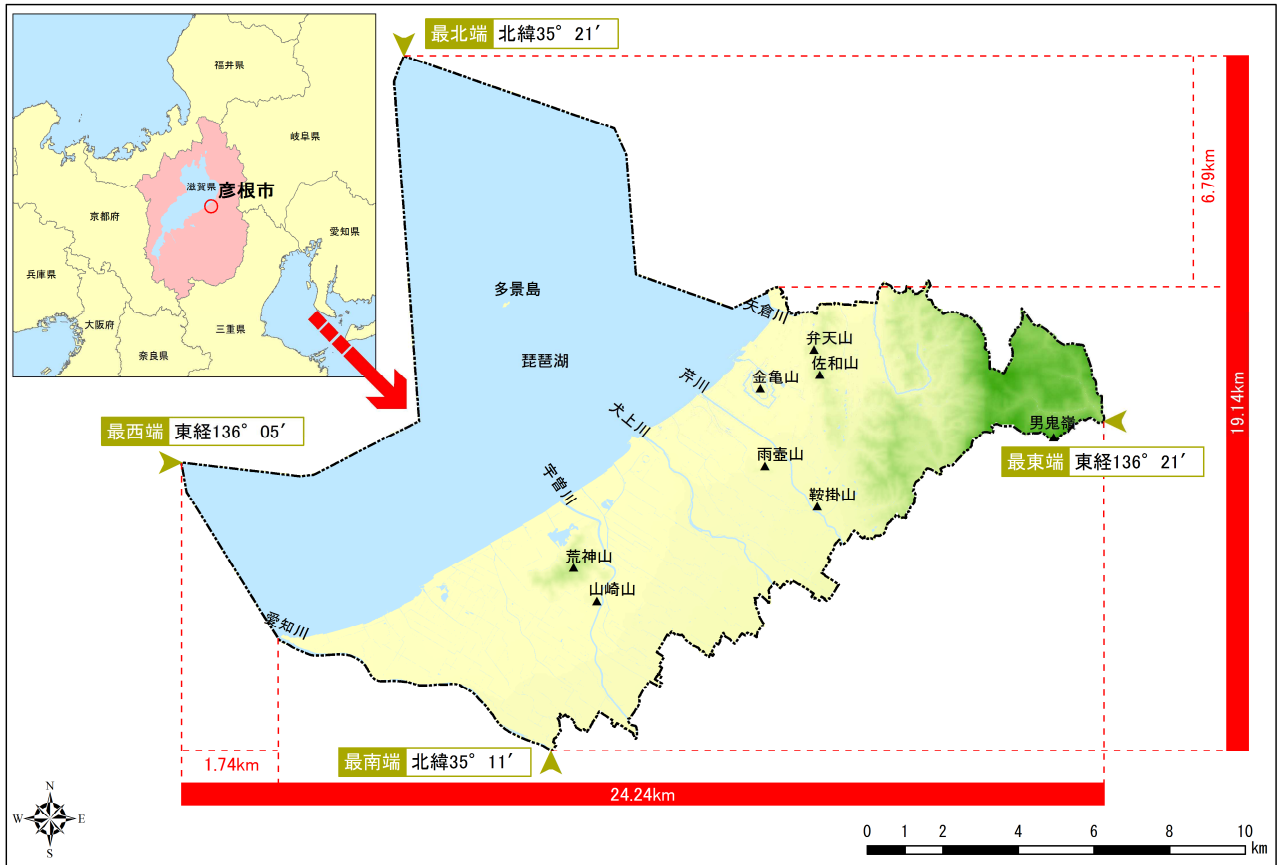 最北端 北緯35° 21′
福井県
岐阜県
滋賀県
彦根市
京都府
愛知県
兵庫県
大阪府
三重県
奈良県
6.79km
19.14km
多景島
矢倉川
琵琶湖
弁天山
佐和山
金亀山
芹川
犬上川
男鬼嶺
最西端 東経136° 05′
最東端 東経136° 21′
雨壺山
宇曽川
鞍掛山
荒神山
山崎山
愛知川
最南端 北緯35° 11′
1.74km
24.24km
N
W E
S
0 1 2 4 6 8 10
km